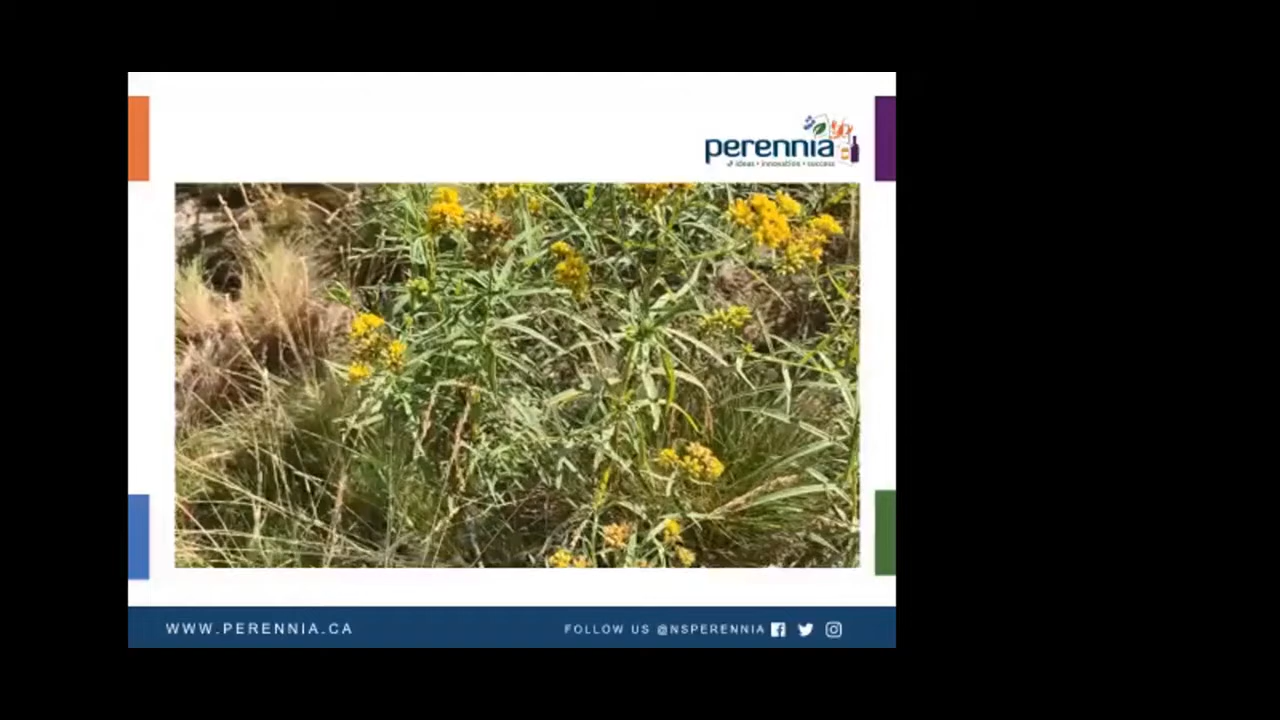 perennia
ideas • innovation • success
WWW.PERENNIA.CA
FOLLOW US @NSPERENNIA